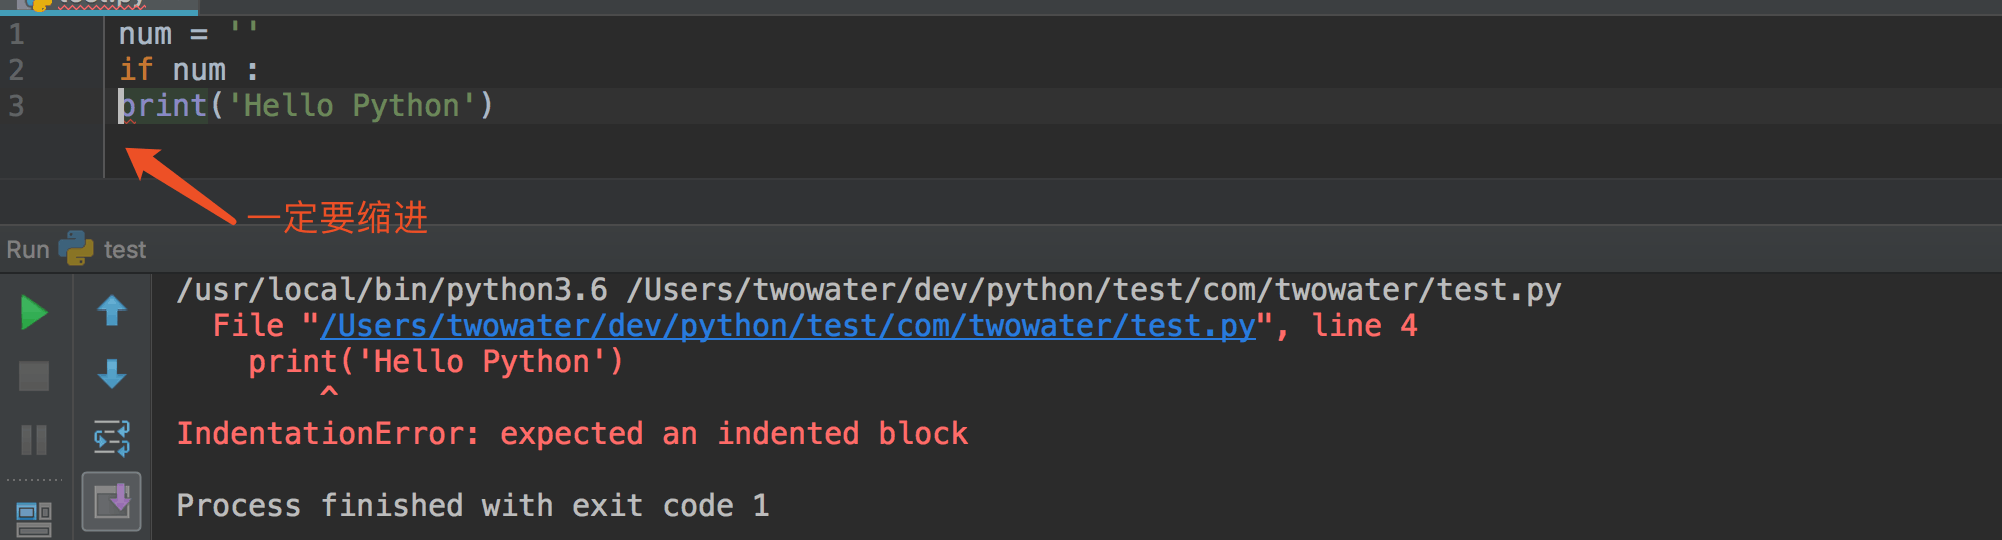 test.py
1 num = ''
2 if num :
3 print('Hello Python')
一定要缩进
Run test
/usr/local/bin/python3.6 /Users/twowater/dev/python/test/com/twowater/test.py
File "/Users/twowater/dev/python/test/com/twowater/test.py", line 4
print('Hello Python')
^
IndentationError: expected an indented block
Process finished with exit code 1